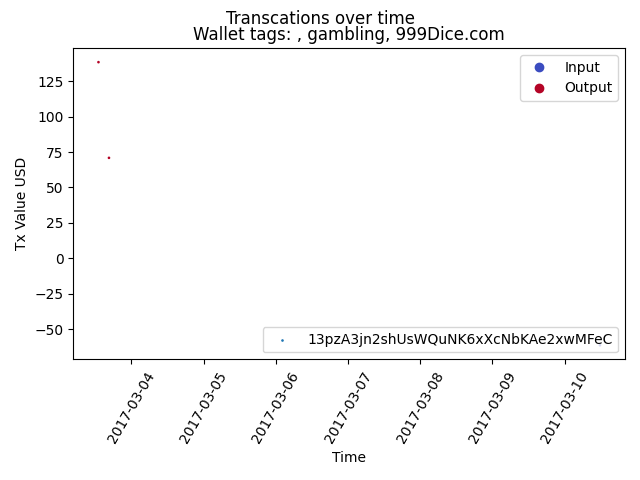 Transcations over time
Wallet tags: , gambling, 999Dice.com
Tx Value USD
125
100
75
50
25
0
−25
−50
Input
Output
13pzA3jn2shUsWQuNK6xXcNbKAe2xwMFeC
2017-03-04
2017-03-05
2017-03-06
2017-03-07
2017-03-08
2017-03-09
2017-03-10
Time